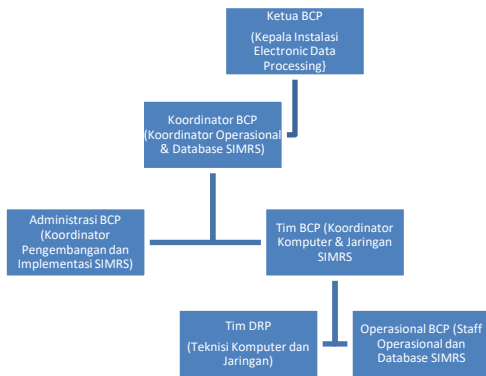 Ketua BCP
(Kepala Instalasi
Electronic Data
Processing}
Koordinator BCP
(Koordinator Operasional
& Database SIMRS)
Administrasi BCP
(Koordinator
Pengembangan dan
Implementasi SIMRS)
Tim BCP (Koordinator
Komputer & Jaringan
SIMRS
Tim DRP
(Teknisi Komputer dan
Jaringan)
Operasional BCP (Staff
Operasional dan
Database SIMRS